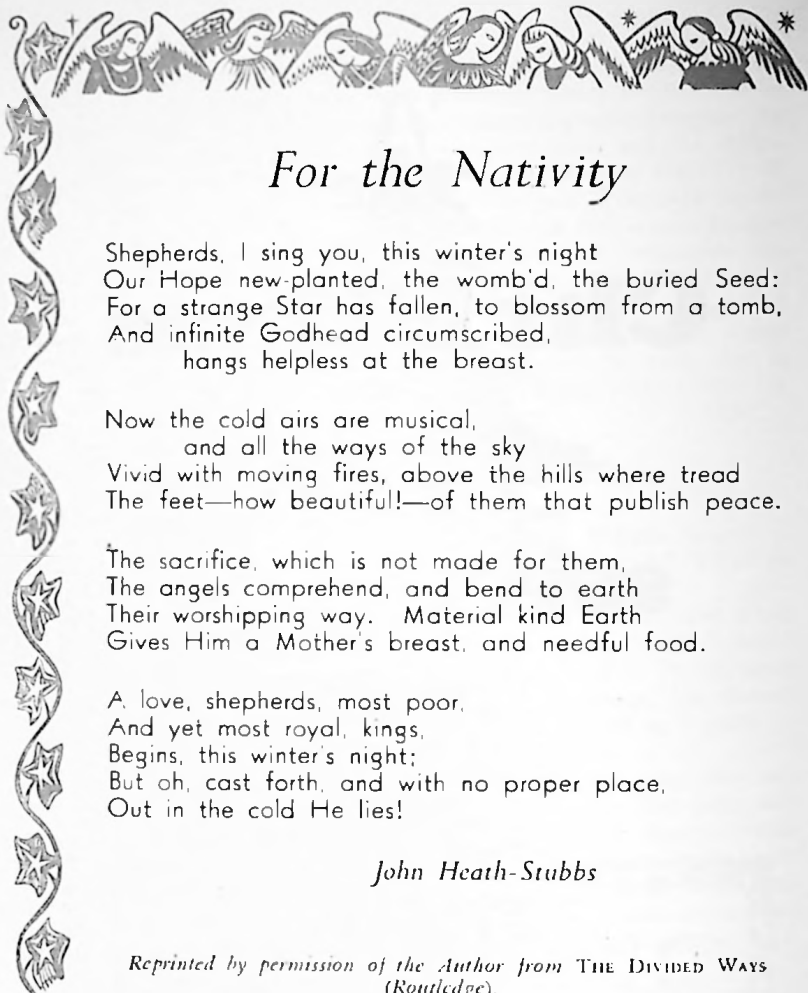 For the Nativity
Shepherds, I sing you, this winter's night
Our Hope new-planted, the womb'd, the buried Seed:
For a strange Star has fallen, to blossom from a tomb,
And infinite Godhead circumscribed,
hangs helpless at the breast.
Now the cold airs are musical,
and all the ways of the sky
Vivid with moving fires, above the hills where tread
The feet—how beautiful!—of them that publish peace.
The sacrifice, which is not made for them,
The angels comprehend, and bend to earth
Their worshipping way. Material kind Earth
Gives Him a Mother's breast, and needful food.
A love, shepherds, most poor,
And yet most royal, kings,
Begins, this winter's night;
But oh, cast forth, and with no proper place,
Out in the cold He lies!
John Heath-Stubbs
Reprinted by permission of the Author from THE DIVIDED WAYS
(Routledge)